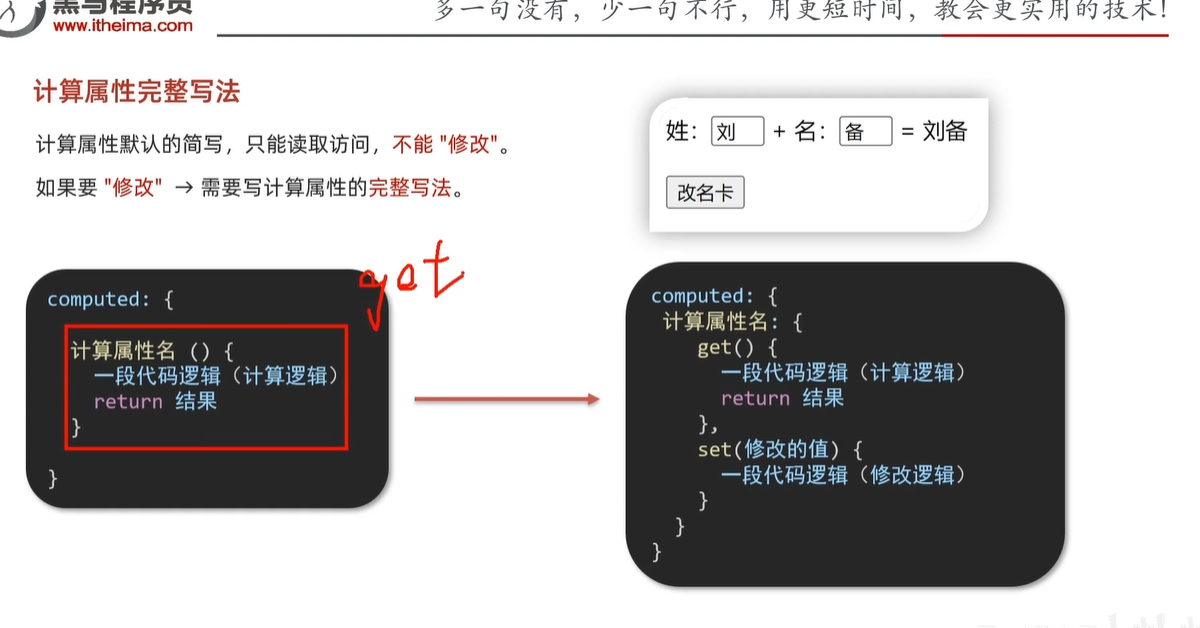 黑马程序员
www.itheima.com
多一句没有，少一句不行，用更短时间，教会更实用的技术！
计算属性完整写法
计算属性默认的简写，只能读取访问，不能 "修改"。
如果要 "修改" → 需要写计算属性的完整写法。
姓： 刘 + 名： 备 = 刘备
改名卡
get
computed: {
计算属性名 () {
一段代码逻辑（计算逻辑）
return 结果
}
}
computed: {
计算属性名: {
get() {
一段代码逻辑（计算逻辑）
return 结果
},
set(修改的值) {
一段代码逻辑（修改逻辑）
}
}
}